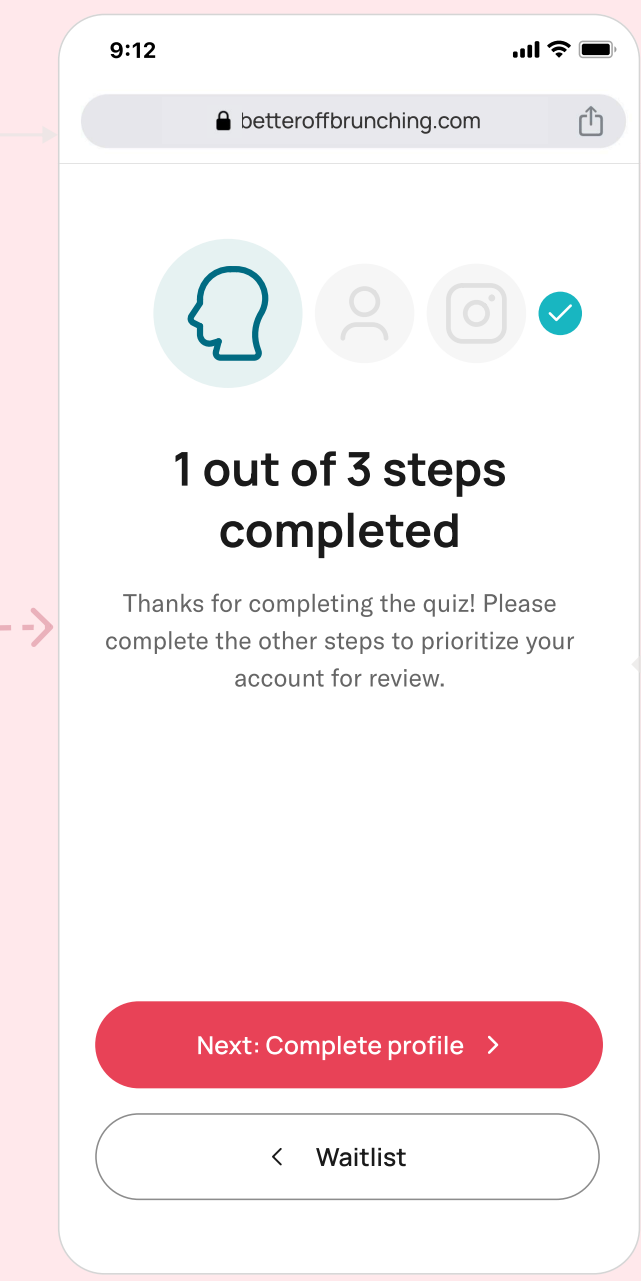 9:12
betteroffbrunching.com
1 out of 3 steps
completed
Thanks for completing the quiz! Please
complete the other steps to prioritize your
account for review.
Next: Complete profile
Waitlist